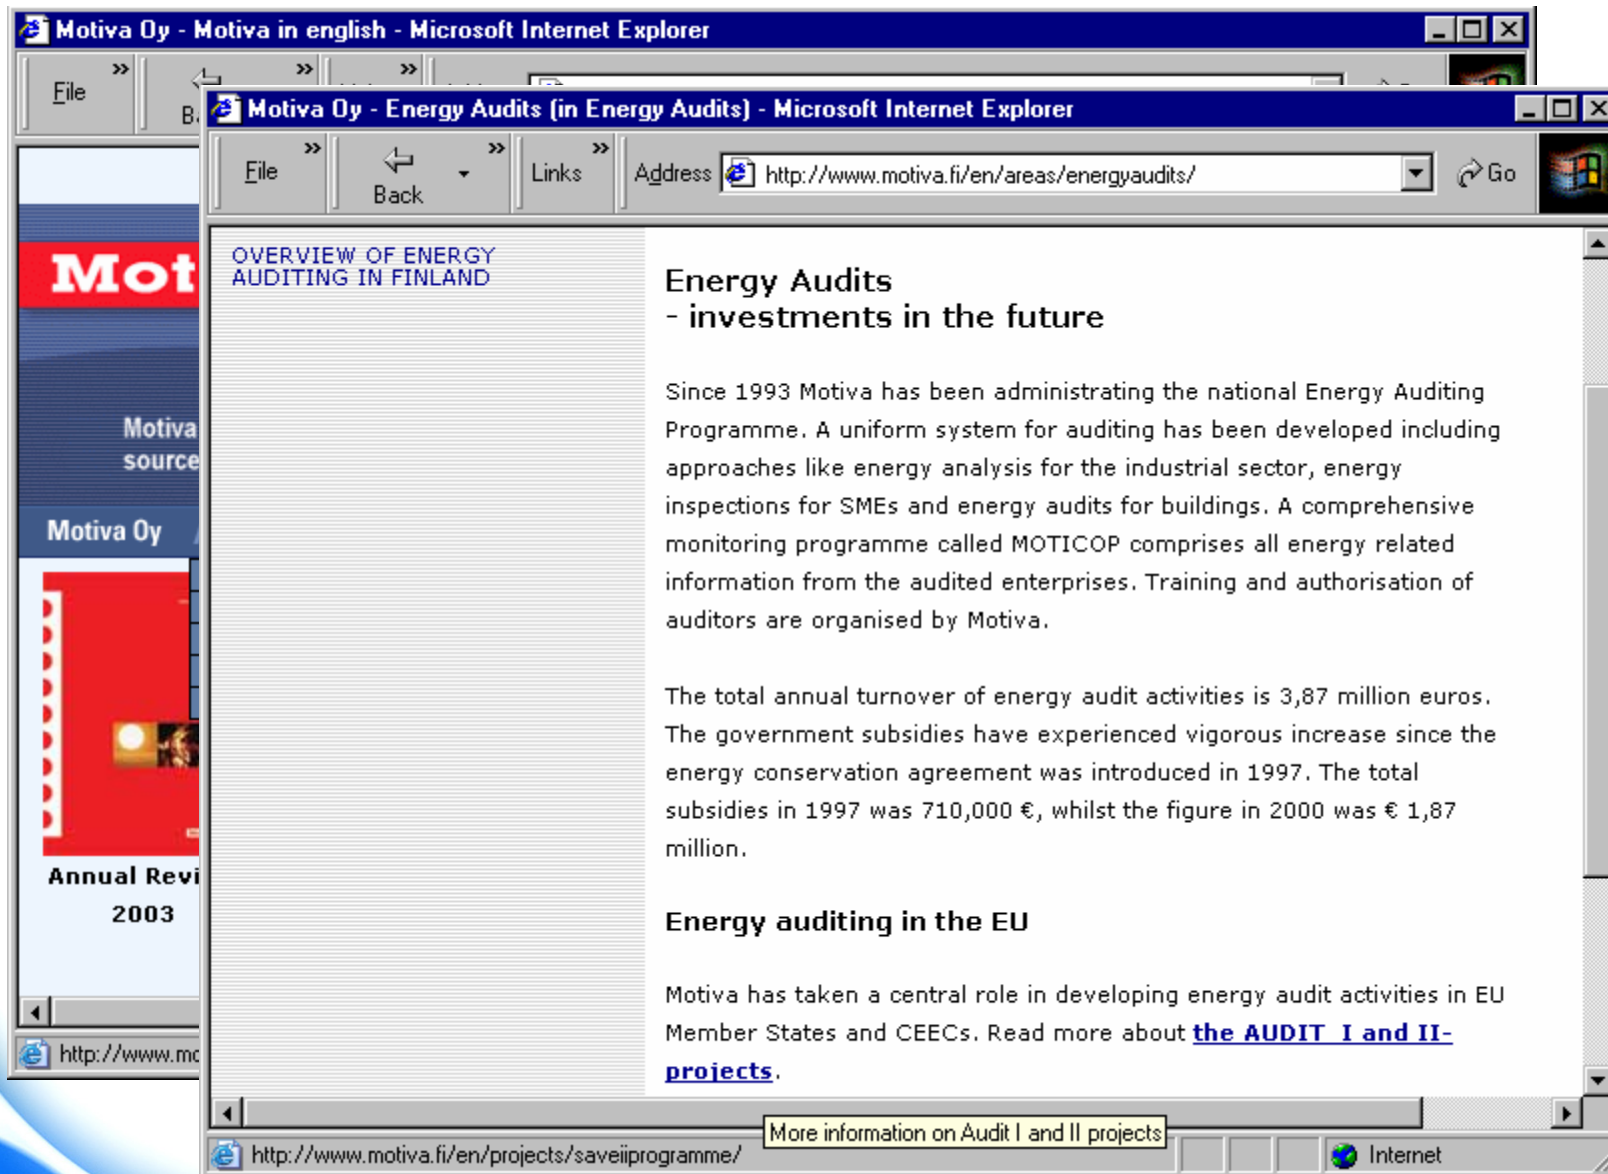 Motiva Oy - Motiva in english - Microsoft Internet Explorer
File
Motiva Oy - Energy Audits (in Energy Audits) - Microsoft Internet Explorer
File
Back
Links
Address
http://www.motiva.fi/en/areas/energyaudits/
Go
Motiva
source
Motiva Oy
Annual
2003
http://www.mo
OVERVIEW OF ENERGY
AUDITING IN FINLAND
Energy Audits
- investments in the future
Since 1993 Motiva has been administrating the national Energy Auditing
Programme. A uniform system for auditing has been developed including
approaches like energy analysis for the industrial sector, energy
inspections for SMEs and energy audits for buildings. A comprehensive
monitoring programme called MOTICOP comprises all energy related
information from the audited enterprises. Training and authorisation of
auditors are organised by Motiva.
The total annual turnover of energy audit activities is 3,87 million euros.
The government subsidies have experienced vigorous increase since the
energy conservation agreement was introduced in 1997. The total
subsidies in 1997 was 710,000 €, whilst the figure in 2000 was € 1,87
million.
Energy auditing in the EU
Motiva has taken a central role in developing energy audit activities in EU
Member States and CEECs. Read more about the AUDIT I and II-
projects.
More information on Audit I and II projects
http://www.motiva.fi/en/projects/saveiiprogramme/
Internet